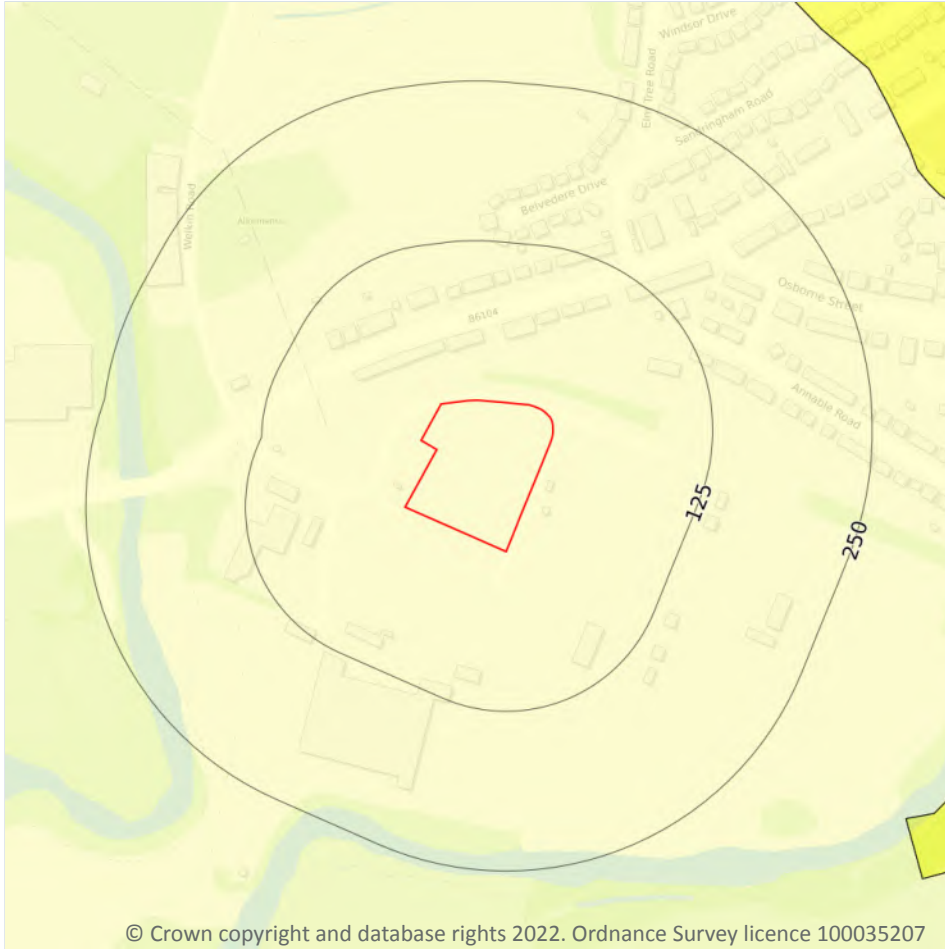 Windsor Drive
Elm Tree Road
Sandringham Road
Belvedere Drive
Welkin Road
Allotments
B6104
Osborne Street
Annable Road
125
250
© Crown copyright and database rights 2022. Ordnance Survey licence 100035207